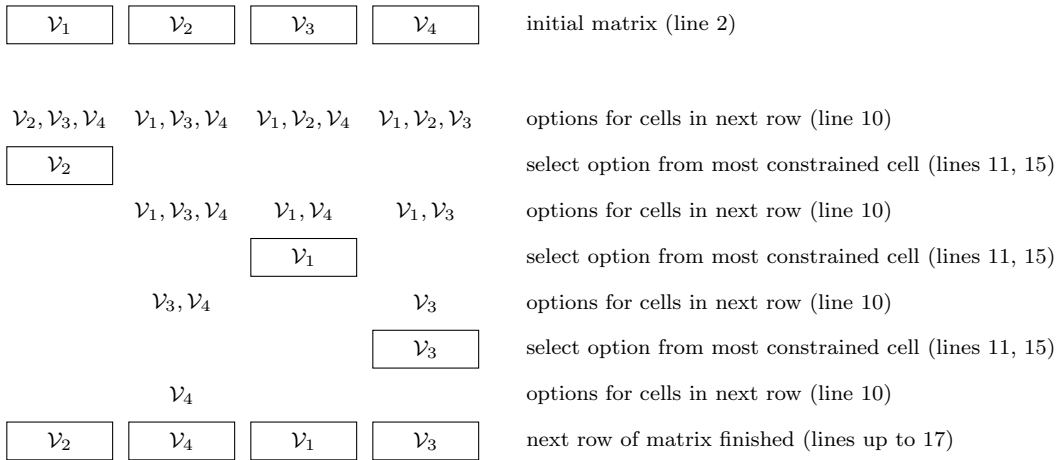 𝒱₁ 𝒱₂ 𝒱₃ 𝒱₄ initial matrix (line 2)
𝒱₂, 𝒱₃, 𝒱₄ 𝒱₁, 𝒱₃, 𝒱₄ 𝒱₁, 𝒱₂, 𝒱₄ 𝒱₁, 𝒱₂, 𝒱₃ options for cells in next row (line 10)
𝒱₂ select option from most constrained cell (lines 11, 15)
𝒱₁, 𝒱₃, 𝒱₄ 𝒱₁, 𝒱₄ 𝒱₁, 𝒱₃ options for cells in next row (line 10)
𝒱₁ select option from most constrained cell (lines 11, 15)
𝒱₃, 𝒱₄ 𝒱₃ options for cells in next row (line 10)
𝒱₃ select option from most constrained cell (lines 11, 15)
𝒱₄ options for cells in next row (line 10)
𝒱₂ 𝒱₄ 𝒱₁ 𝒱₃ next row of matrix finished (lines up to 17)